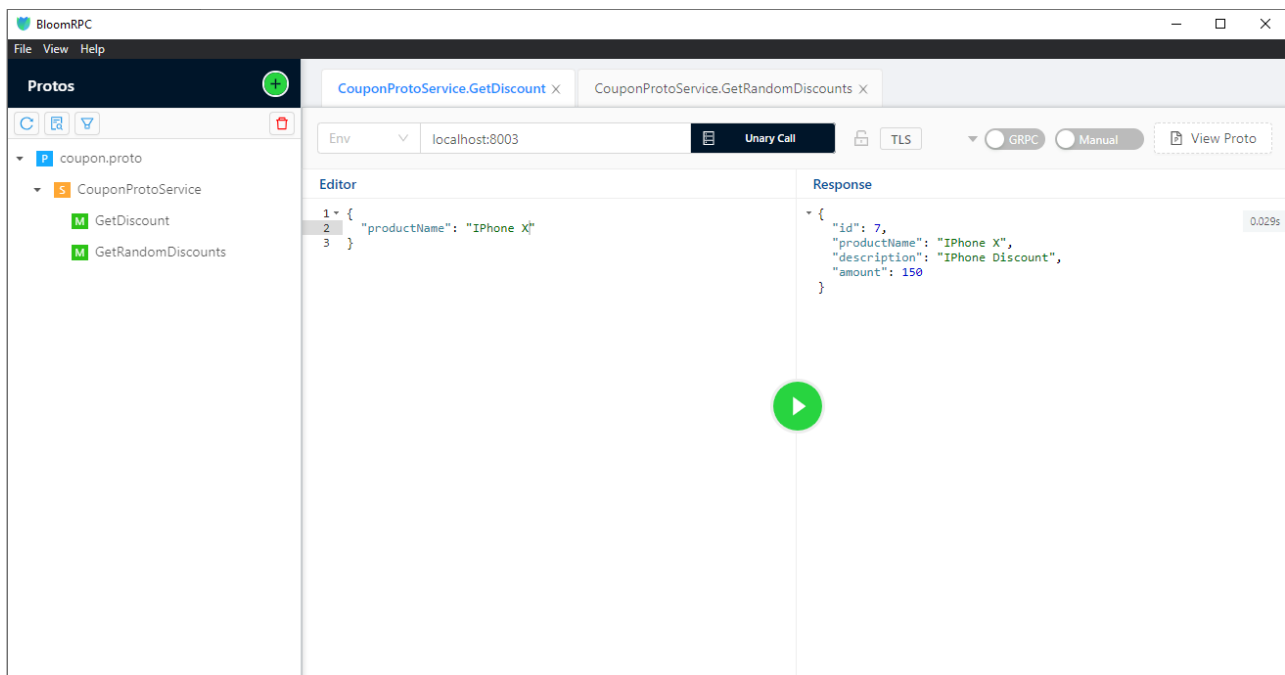 BloomRPC
File View Help
Protos
CouponProtoService.GetDiscount
CouponProtoService.GetRandomDiscounts
Env
localhost:8003
Unary Call
TLS
GRPC
Manual
View Proto
P coupon.proto
S CouponProtoService
M GetDiscount
M GetRandomDiscounts
Editor
1 {
2 "productName": "IPhone X"
3 }
Response
{
"id": 7,
"productName": "IPhone X",
"description": "IPhone Discount",
"amount": 150
}
0.029s